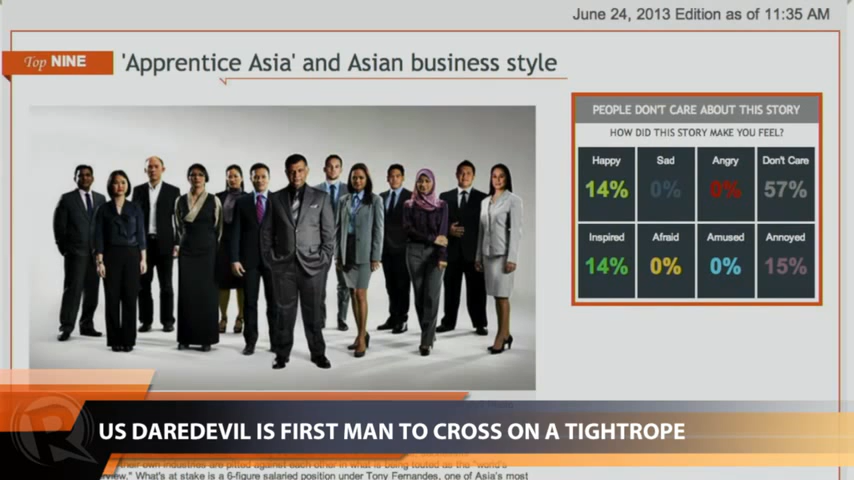 June 24, 2013 Edition as of 11:35 AM
Top NINE
'Apprentice Asia' and Asian business style
PEOPLE DON'T CARE ABOUT THIS STORY
HOW DID THIS STORY MAKE YOU FEEL?
Happy Sad Angry Don't Care
14% 0% 0% 57%
Inspired Afraid Amused Annoyed
14% 0% 0% 15%
US DAREDEVIL IS FIRST MAN TO CROSS ON A TIGHTROPE
their own industries are pitted against each other in what is being touted as the "world's
What's at stake is a 6-figure salaried position under Tony Fernandes, one of Asia's most